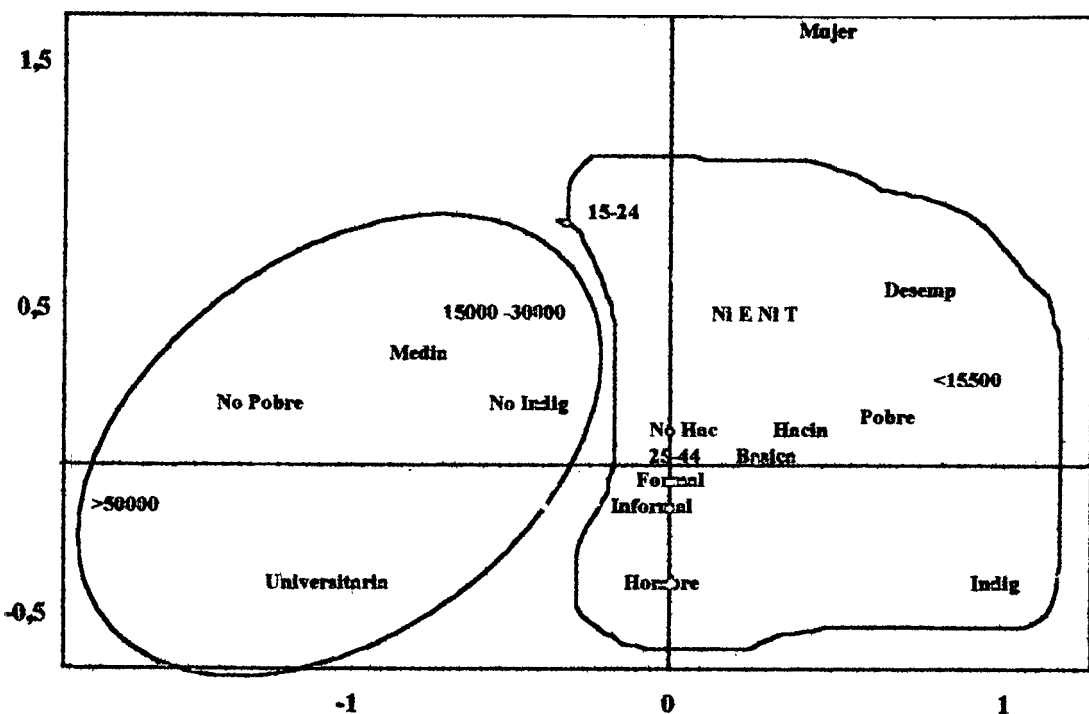 Mujer
1,5
15-24
Desemp
0,5
15000 -30000
NI E NI T
Media
<15500
No Pobre
No Indig
Pobre
No Hac
Hacin
25-44
Basica
Formal
>50000
Informal
Universitaria
Hombre
Indig
-0,5
-1
0
1